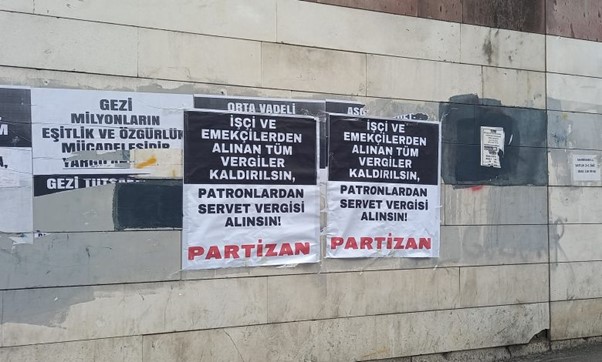 GEZİ
MİLYONLARIN
EŞİTLİK VE ÖZGÜRLÜK
MÜCADELESİDİR
GEZİ TUTSA
ORTA VADELİ
İŞÇİ VE
EMEKÇİLERDEN
ALINAN TÜM
VERGİLER
KALDIRILSIN,
PATRONLARDAN
SERVET VERGİSİ
ALINSIN!
PARTİZAN
İŞÇİ VE
EMEKÇİLERDEN
ALINAN TÜM
VERGİLER
KALDIRILSIN,
PATRONLARDAN
SERVET VERGİSİ
ALINSIN!
PARTİZAN